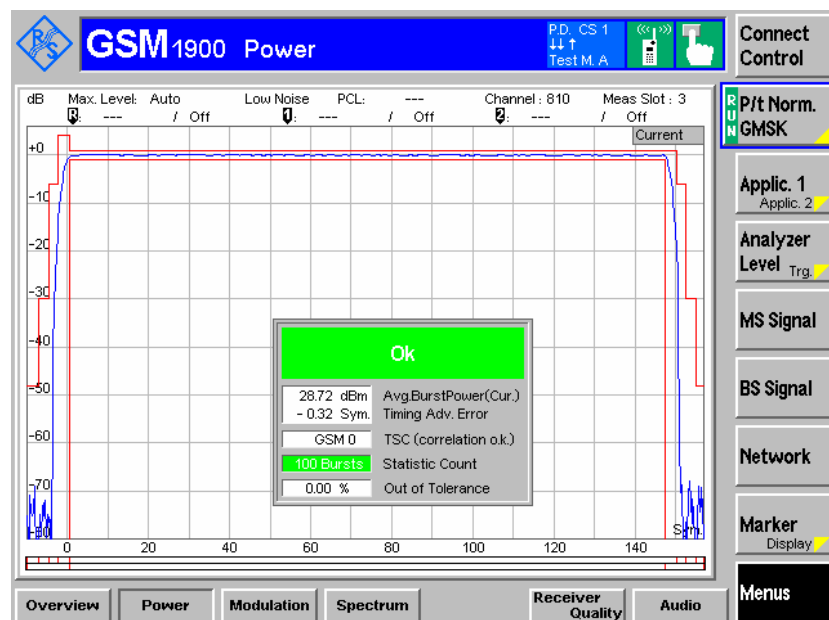 R S
GSM 1900 Power
P.D. CS 1
Test M. A
Connect
Control
dB Max. Level: Auto Low Noise PCL: --- Channel : 810 Meas Slot : 3
R: --- / Off 1: --- / Off 2: --- / Off
Current
RUN
P/t Norm.
GMSK
+0
-10
-20
-30
-40
-50
-60
-70
-80
Sym.
0 20 40 60 80 100 120 140
Ok
28.72 dBm Avg.BurstPower(Cur.)
- 0.32 Sym. Timing Adv. Error
GSM 0 TSC (correlation o.k.)
100 Bursts Statistic Count
0.00 % Out of Tolerance
Applic. 1
Applic. 2
Analyzer
Level Trg.
MS Signal
BS Signal
Network
Marker
Display
Menus
Overview Power Modulation Spectrum Receiver Quality Audio